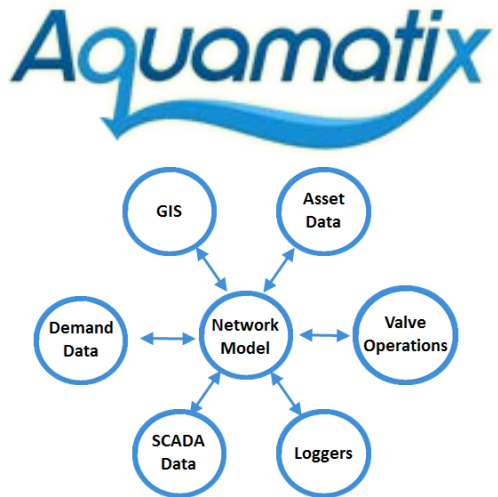 Aquamatix
GIS
Asset
Data
Demand
Data
Network
Model
Valve
Operations
SCADA
Data
Loggers